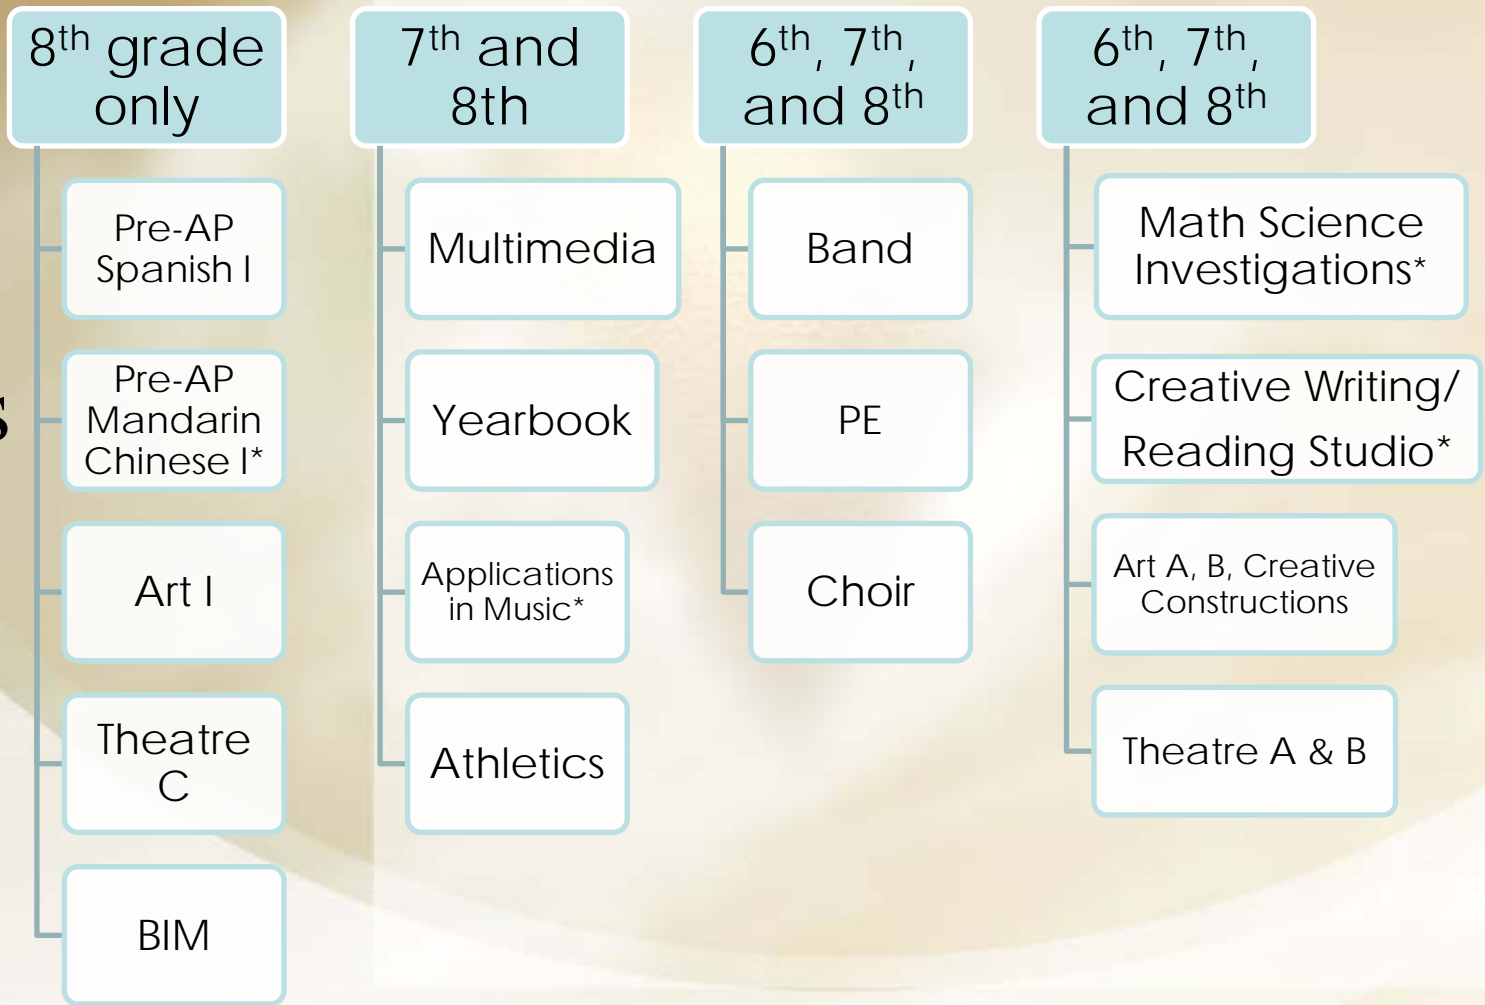 8th grade
only
Pre-AP
Spanish I
Pre-AP
Mandarin
Chinese I*
Art I
Theatre
C
BIM
7th and
8th
Multimedia
Yearbook
Applications
in Music*
Athletics
6th, 7th,
and 8th
Band
PE
Choir
6th, 7th,
and 8th
Math Science
Investigations*
Creative Writing/
Reading Studio*
Art A, B, Creative
Constructions
Theatre A & B